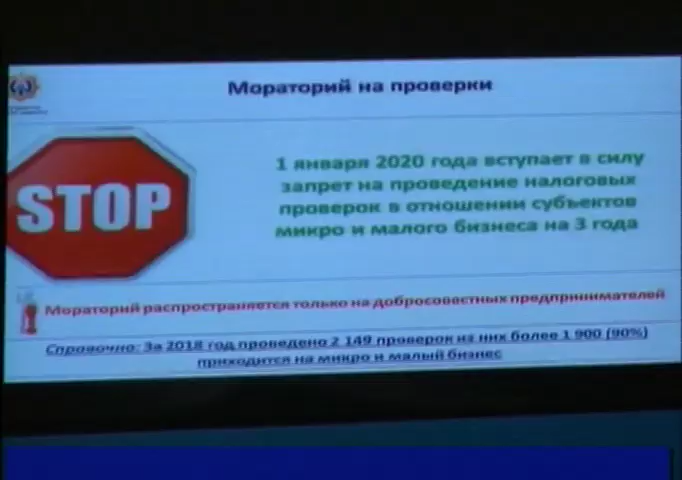 Мораторий на проверки
STOP
1 января 2020 года вступает в силу
запрет на проведение налоговых
проверок в отношении субъектов
микро и малого бизнеса на 3 года
Мораторий распространяется только на добросовестных предпринимателей
Справочно: За 2018 год проведено 2 149 проверок из них более 1 900 (90%)
приходится на микро и малый бизнес